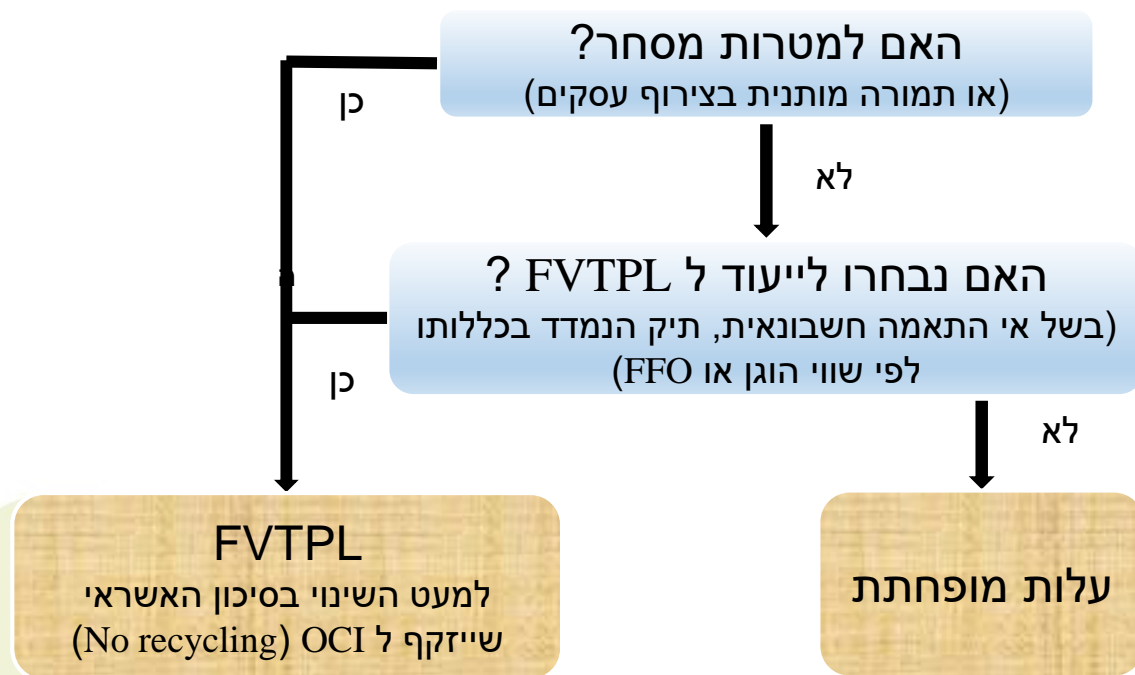 האם למטרות מסחר?
(או תמורה מותנית בצירוף עסקים)
כן
לא
האם נבחרו לייעוד ל FVTPL ?
(בשל אי התאמה חשבונאית, תיק הנמדד בכללותו
לפי שווי הוגן או FFO)
כן
לא
FVTPL
למעט השינוי בסיכון האשראי
שייזקף ל OCI (No recycling)
עלות מופחתת